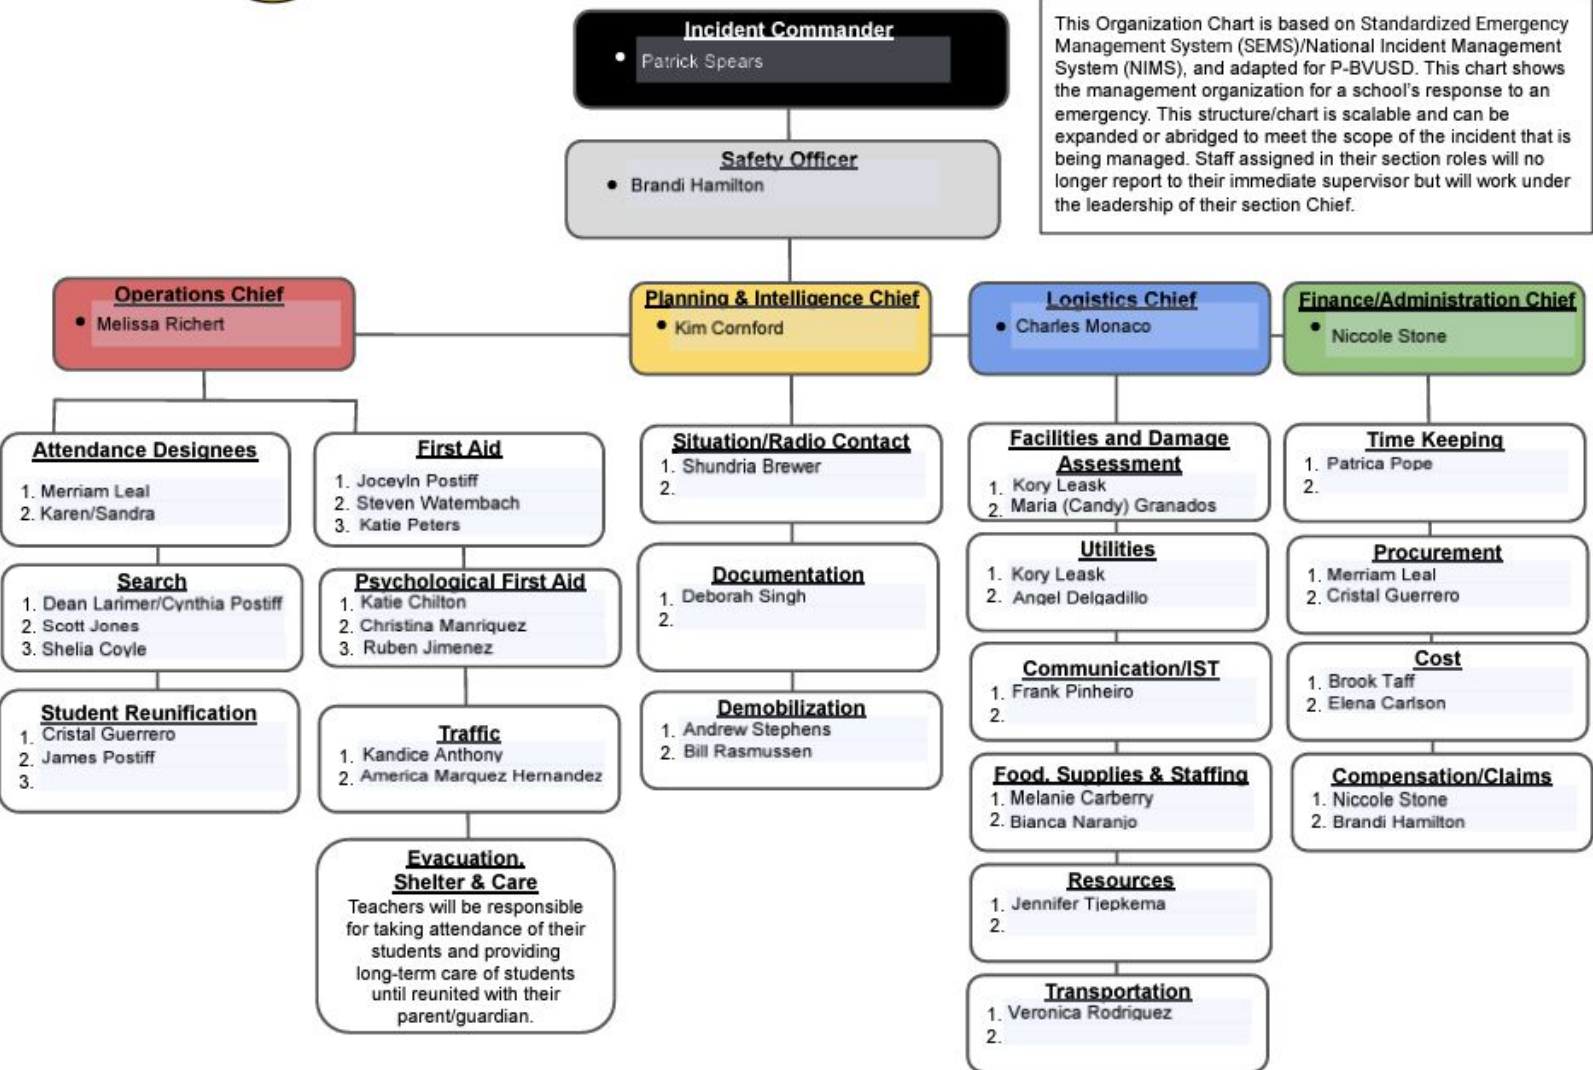 Incident Commander
• Patrick Spears
This Organization Chart is based on Standardized Emergency
Management System (SEMS)/National Incident Management
System (NIMS), and adapted for P-BVUSD. This chart shows
the management organization for a school's response to an
emergency. This structure/chart is scalable and can be
expanded or abridged to meet the scope of the incident that is
being managed. Staff assigned in their section roles will no
longer report to their immediate supervisor but will work under
the leadership of their section Chief.
Safety Officer
• Brandi Hamilton
Operations Chief
• Melissa Richert
Planning & Intelligence Chief
• Kim Cornford
Logistics Chief
• Charles Monaco
Finance/Administration Chief
• Niccole Stone
Attendance Designees
1. Merriam Leal
2. Karen/Sandra
Search
1. Dean Larimer/Cynthia Postiff
2. Scott Jones
3. Shelia Coyle
Student Reunification
1. Cristal Guerrero
2. James Postiff
3.
First Aid
1. Joceyln Postiff
2. Steven Watembach
3. Katie Peters
Psychological First Aid
1. Katie Chilton
2. Christina Manriquez
3. Ruben Jimenez
Traffic
1. Kandice Anthony
2. America Marquez Hernandez
Evacuation,
Shelter & Care
Teachers will be responsible
for taking attendance of their
students and providing
long-term care of students
until reunited with their
parent/guardian.
Situation/Radio Contact
1. Shundria Brewer
2.
Documentation
1. Deborah Singh
2.
Demobilization
1. Andrew Stephens
2. Bill Rasmussen
Facilities and Damage
Assessment
1. Kory Leask
2. Maria (Candy) Granados
Utilities
1. Kory Leask
2. Angel Delgadillo
Communication/IST
1. Frank Pinheiro
2.
Food, Supplies & Staffing
1. Melanie Carberry
2. Bianca Naranjo
Resources
1. Jennifer Tjepkema
2.
Transportation
1. Veronica Rodriguez
2.
Time Keeping
1. Patrica Pope
2.
Procurement
1. Merriam Leal
2. Cristal Guerrero
Cost
1. Brook Taff
2. Elena Carlson
Compensation/Claims
1. Niccole Stone
2. Brandi Hamilton